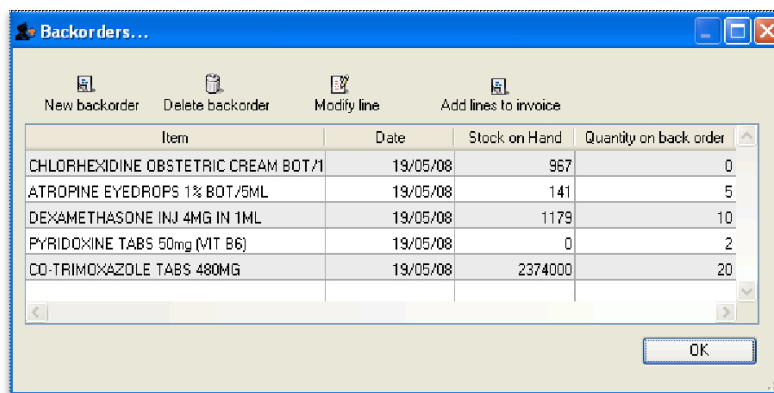 Backorders...
New backorder Delete backorder Modify line Add lines to invoice
Item Date Stock on Hand Quantity on back order
CHLORHEXIDINE OBSTETRIC CREAM BOT/1 19/05/08 967 0
ATROPINE EYEDROPS 1% BOT/5ML 19/05/08 141 5
DEXAMETHASONE INJ 4MG IN 1ML 19/05/08 1179 10
PYRIDOXINE TABS 50mg (VIT B6) 19/05/08 0 2
CO-TRIMOXAZOLE TABS 480MG 19/05/08 2374000 20
OK